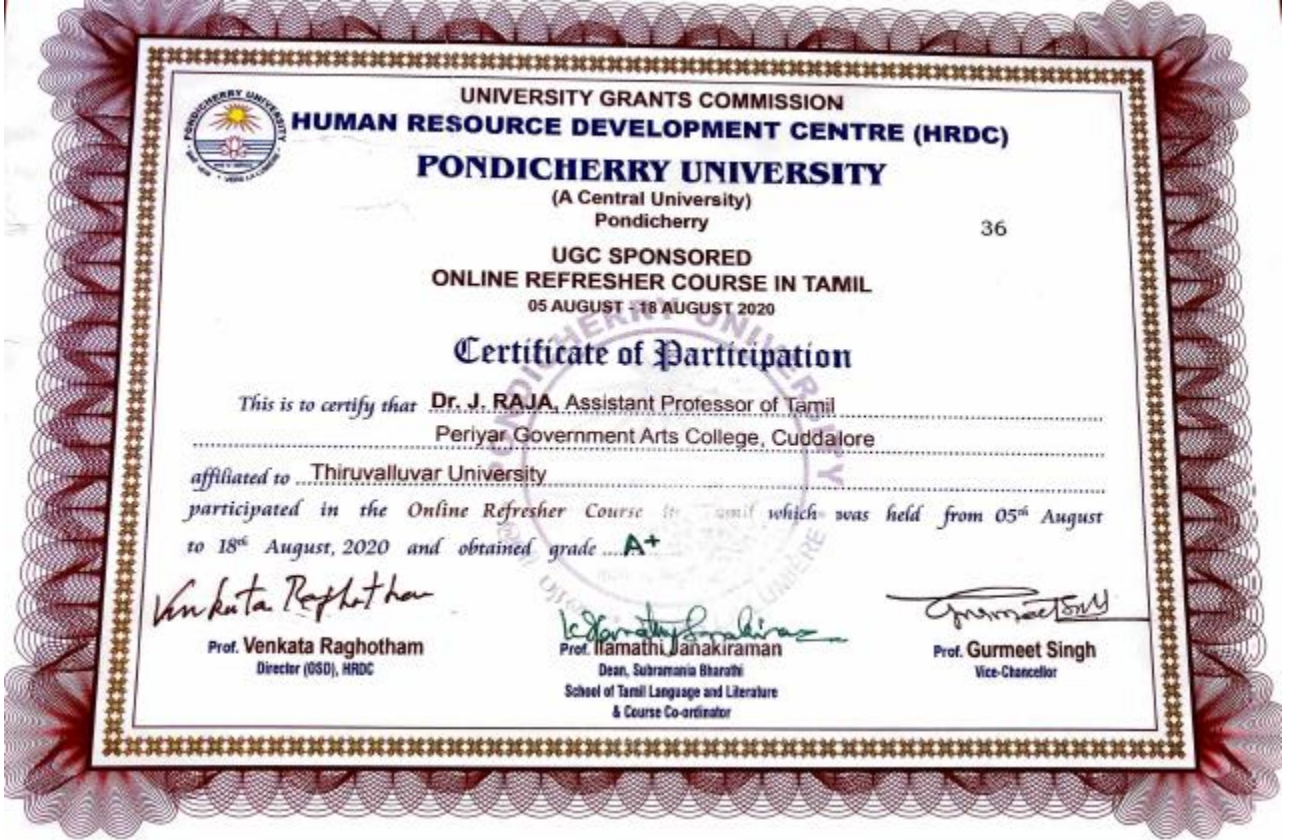 UNIVERSITY GRANTS COMMISSION
HUMAN RESOURCE DEVELOPMENT CENTRE (HRDC)
PONDICHERRY UNIVERSITY
(A Central University)
Pondicherry
36
UGC SPONSORED
ONLINE REFRESHER COURSE IN TAMIL
05 AUGUST - 18 AUGUST 2020
Certificate of Participation
This is to certify that Dr. J. RAJA, Assistant Professor of Tamil
Periyar Government Arts College, Cuddalore
affiliated to Thiruvalluvar University
participated in the Online Refresher Course in Tamil which was held from 05th August
to 18th August, 2020 and obtained grade A+
Venkata Raghotham
Prof. Venkata Raghotham
Director (OSD), HRDC
Prof. Ilamathi Janakiraman
Dean, Subramania Bharathi
School of Tamil Language and Literature
& Course Co-ordinator
Prof. Gurmeet Singh
Vice-Chancellor
PONDICHERRY UNIVERSITY
PONDICHERRY UNIVERSITY